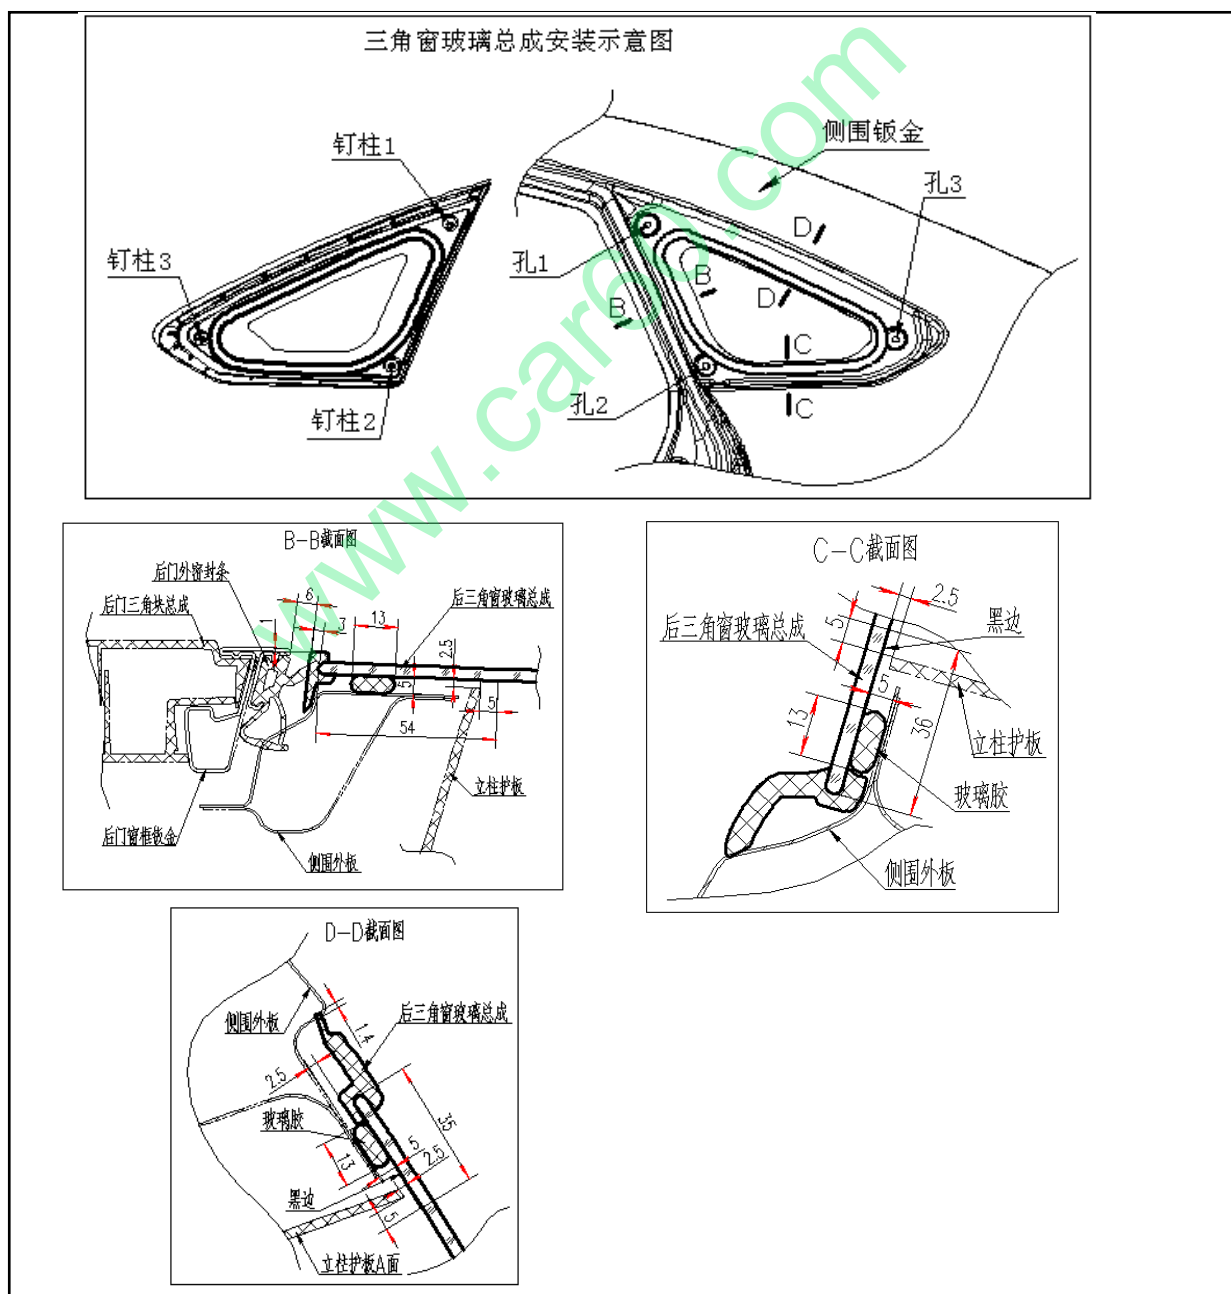 三角窗玻璃总成安装示意图
钉柱1
侧围钣金
孔3
D
钉柱3
孔1
B
D
B
C
孔2
C
钉柱2
www.car60.com
B-B截面图
后门外密封条
后门三角块总成
6
后三角窗玻璃总成
13
1
3
2.5
5
5
54
立柱护板
后门窗框钣金
侧围外板
C-C截面图
2.5
后三角窗玻璃总成
5
黑边
5
13
36
立柱护板
玻璃胶
侧围外板
D-D截面图
侧围外板
后三角窗玻璃总成
1.4
2.5
玻璃胶
35
13
5
2.5
黑边
5
立柱护板A面